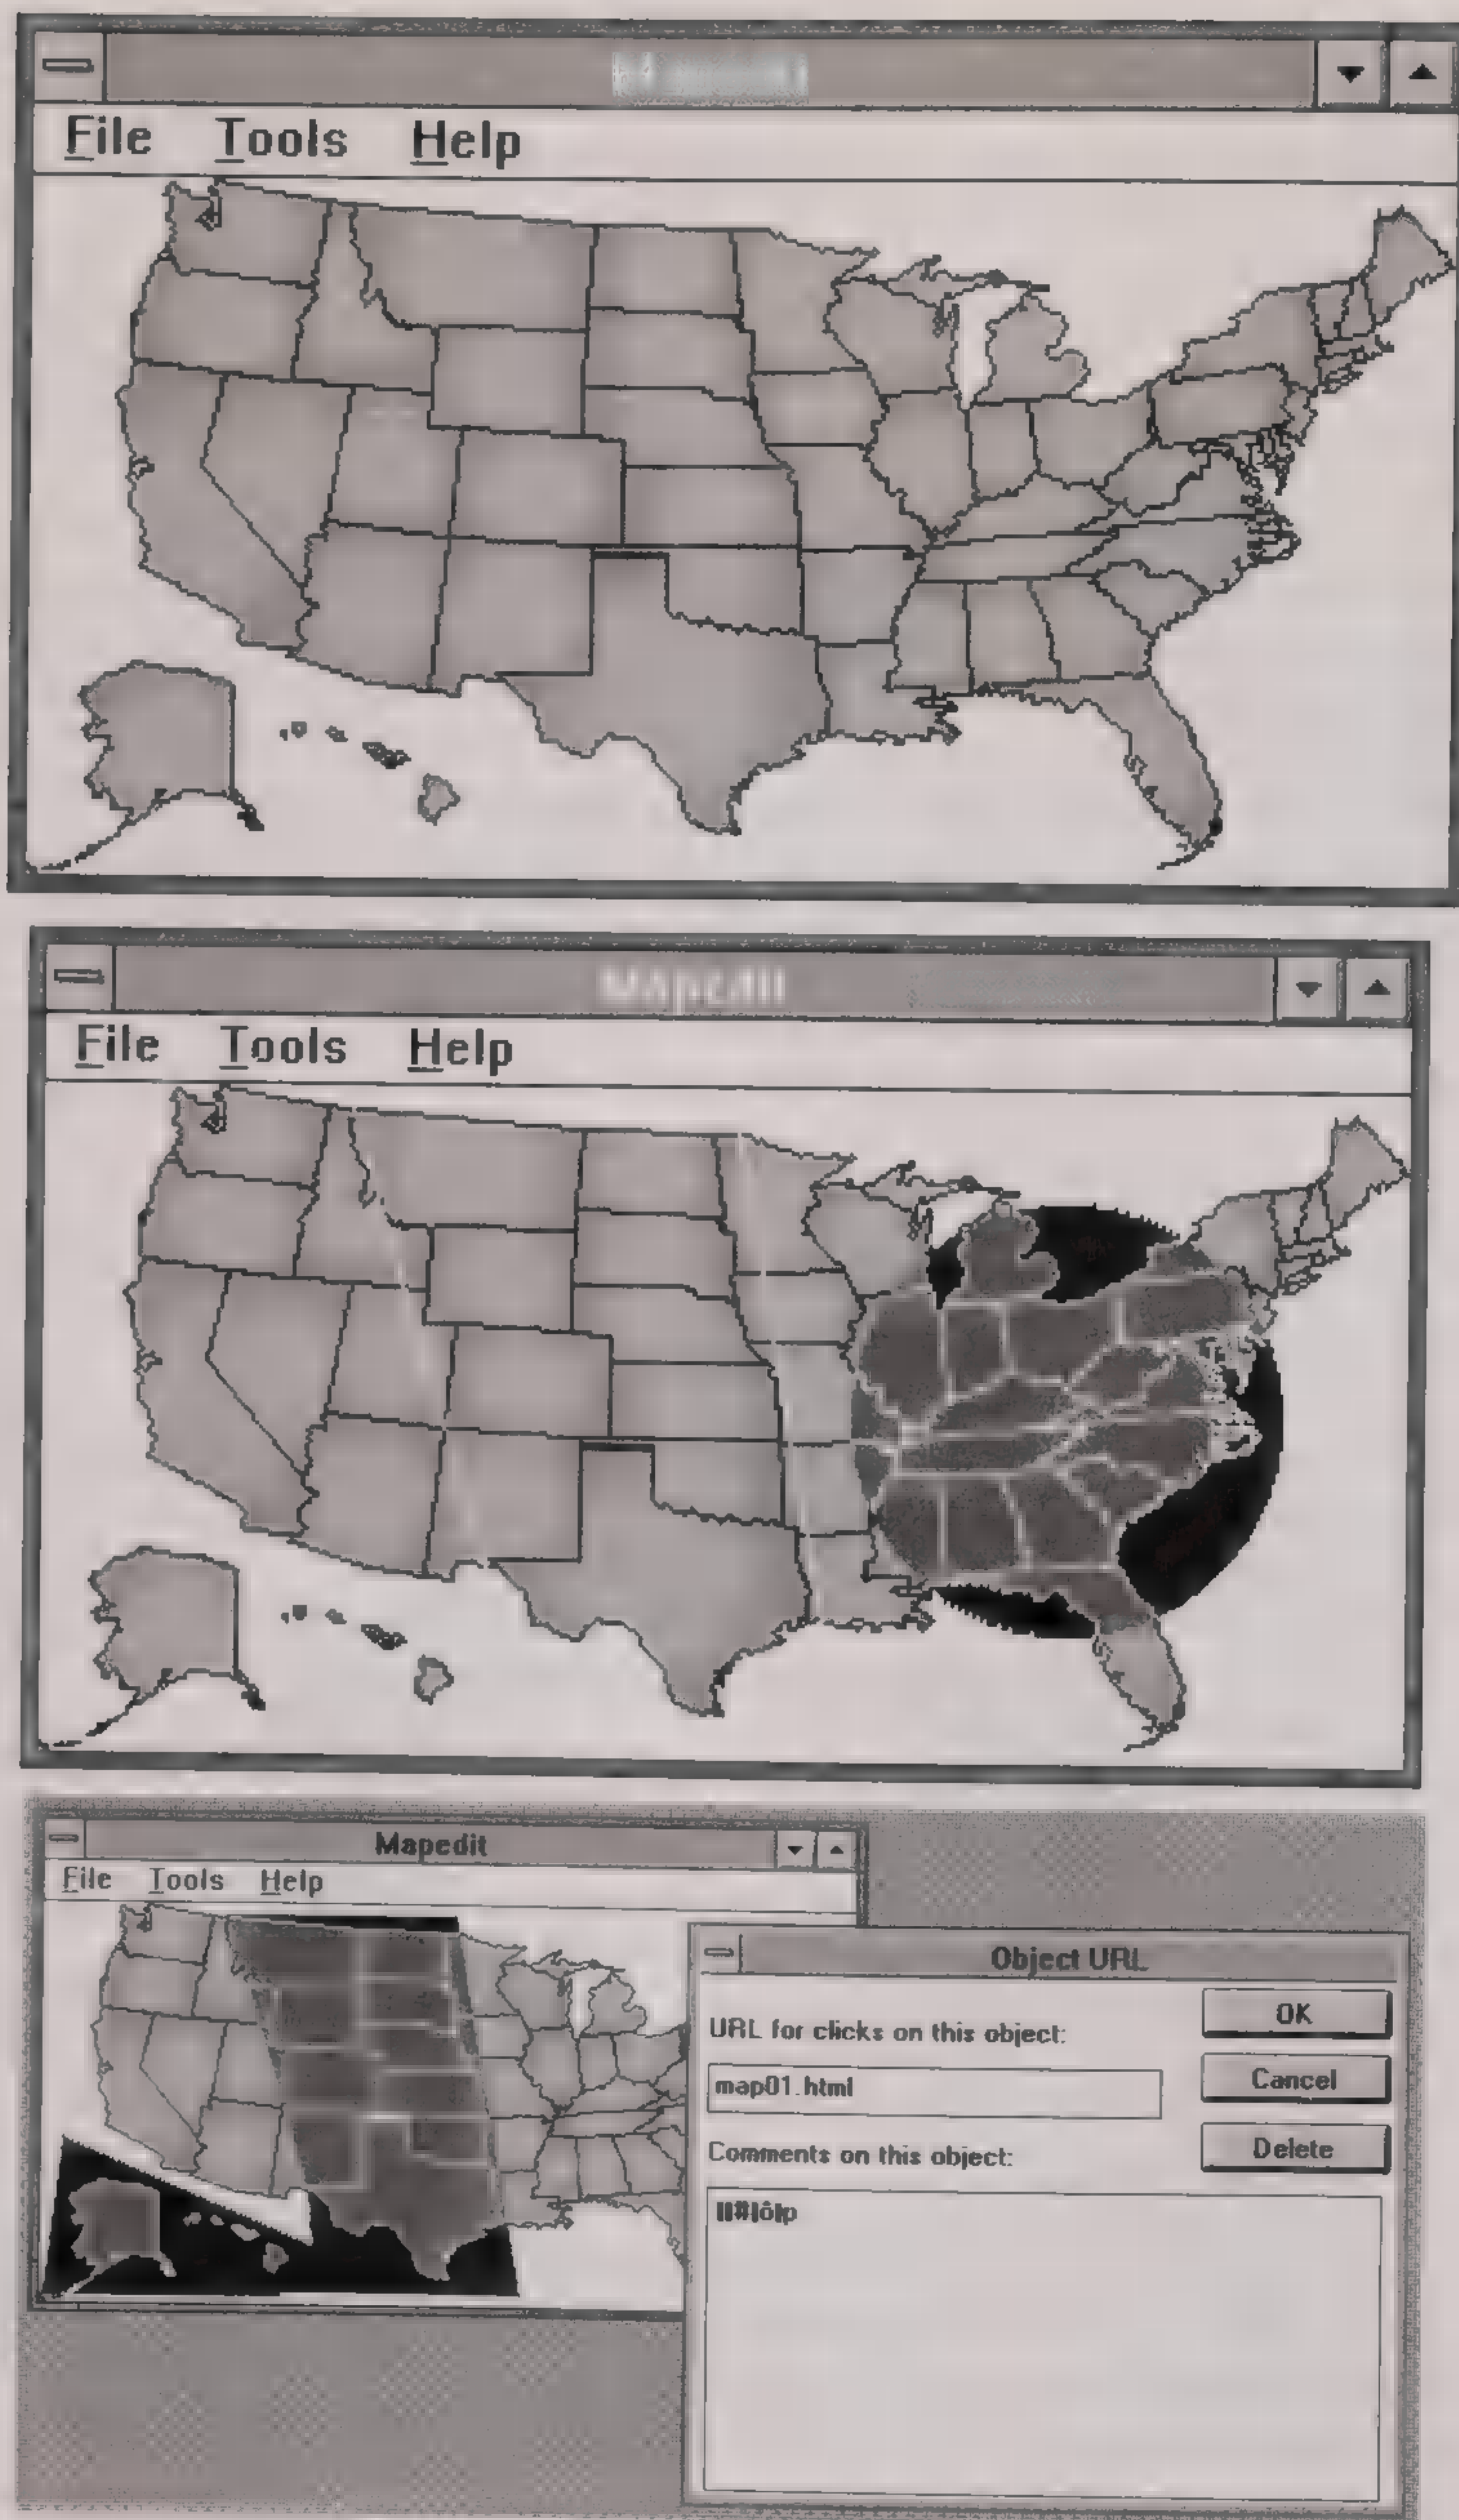 File Tools Help
Mapedit
File Tools Help
Mapedit
File Tools Help
Object URL
URL for clicks on this object:
OK
map01.html
Cancel
Comments on this object:
Delete